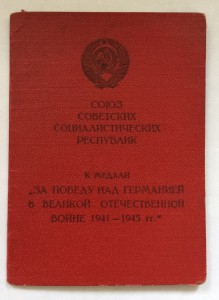 СОЮЗ
СОВЕТСКИХ
СОЦИАЛИСТИЧЕСКИХ
РЕСПУБЛИК
К МЕДАЛИ
„ЗА ПОБЕДУ НАД ГЕРМАНИЕЙ
В ВЕЛИКОЙ ОТЕЧЕСТВЕННОЙ
ВОЙНЕ 1941—1945 гг."